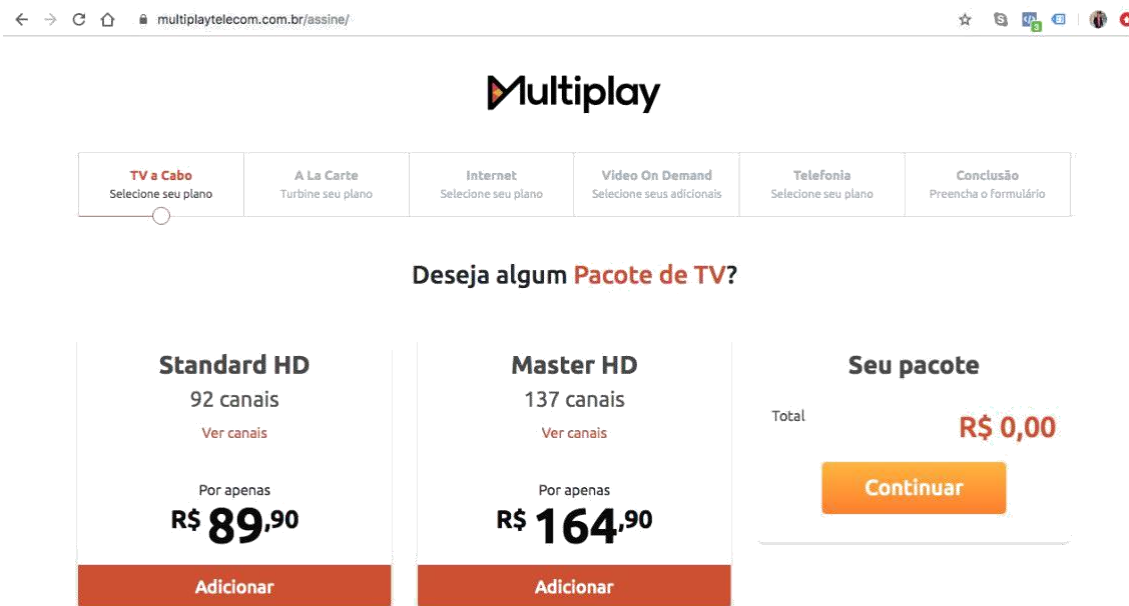 multiplaytelecom.com.br/assine/
3
Multiplay
TV a Cabo
Selecione seu plano
A La Carte
Turbine seu plano
Internet
Selecione seu plano
Video On Demand
Selecione seus adicionais
Telefonia
Selecione seu plano
Conclusão
Preencha o formulário
Deseja algum Pacote de TV?
Standard HD
92 canais
Ver canais
Por apenas
R$ 89,90
Adicionar
Master HD
137 canais
Ver canais
Por apenas
R$ 164,90
Adicionar
Seu pacote
Total
R$ 0,00
Continuar